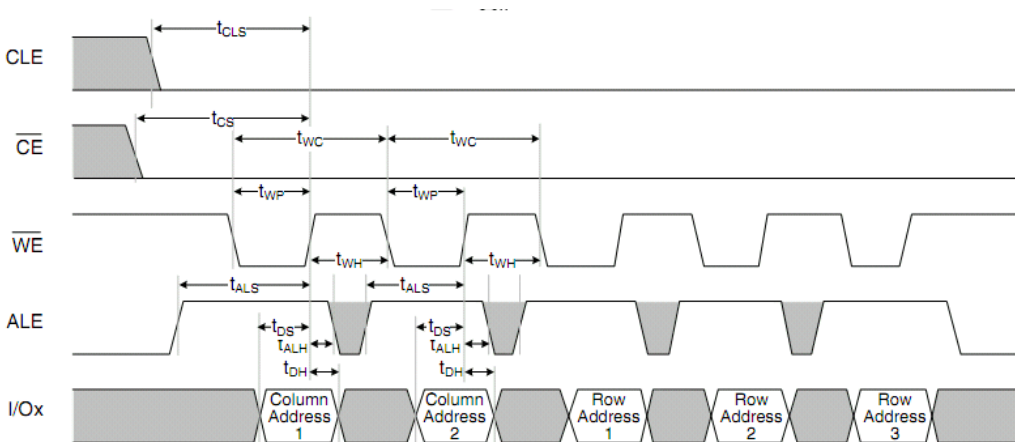 tCLS
CLE
tCS
CE
tWC tWC
tWP tWP
WE
tWH tWH
tALS tALS
ALE
tDS tDS
tALH tALH
tDH tDH
I/Ox
Column Address 1
Column Address 2
Row Address 1
Row Address 2
Row Address 3